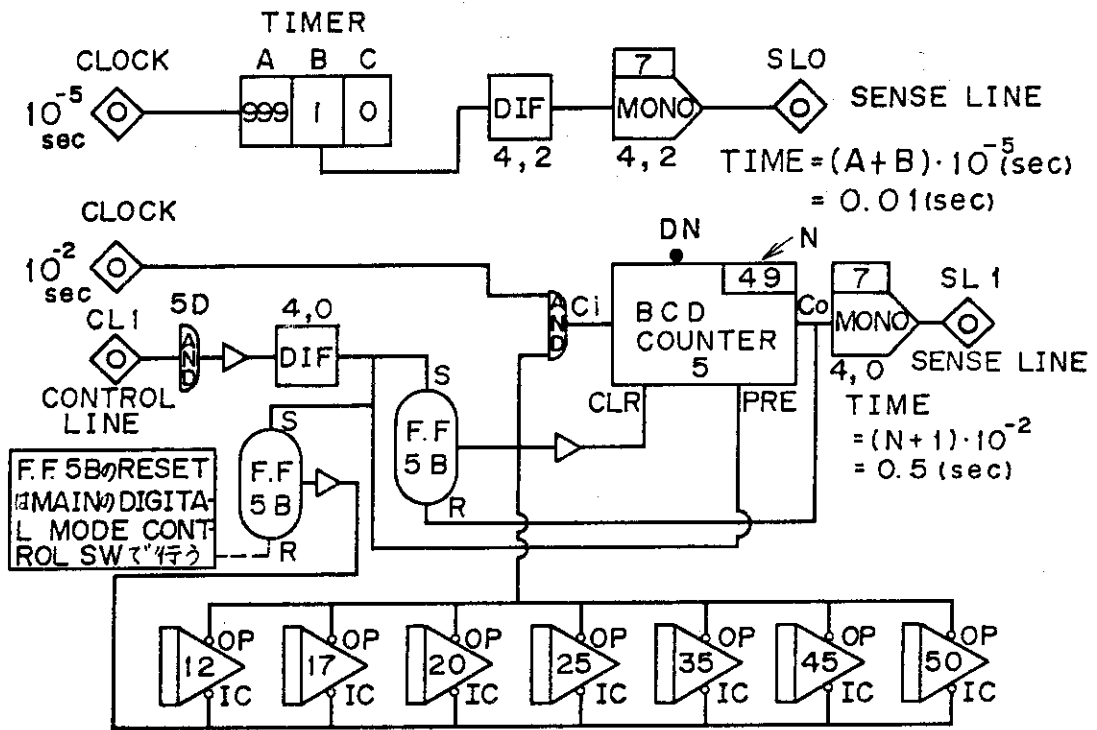 TIMER
CLOCK
A B C
10⁻⁵
sec
999 1 0
DIF
4,2
7
MONO
4,2
SL0
SENSE LINE
TIME=(A+B)·10⁻⁵(sec)
=0.01(sec)
CLOCK
10⁻²
sec
DN
N
49
AND
Ci
BCD
COUNTER
5
Co
CLR
PRE
7
MONO
4,0
SL1
SENSE LINE
TIME
=(N+1)·10⁻²
=0.5(sec)
CL1
CONTROL
LINE
5D
AND
4,0
DIF
S
F.F
5B
R
S
F.F
5B
R
F.F.5BのRESET
はMAINのDIGITA-
L MODE CONT-
ROL SWで行う
OP OP OP OP OP OP OP
12 17 20 25 35 45 50
IC IC IC IC IC IC IC